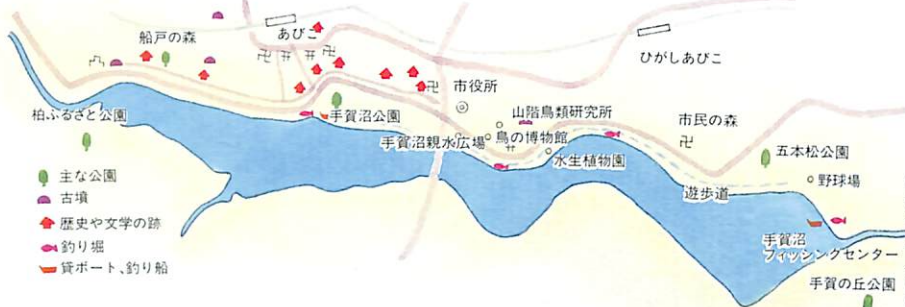 あびこ
船戸の森
ひがしあびこ
市役所
山階鳥類研究所
市民の森
柏ふるさと公園
手賀沼公園
手賀沼親水広場
鳥の博物館
水生植物園
五本松公園
野球場
遊歩道
主な公園
古墳
歴史や文学の跡
釣り堀
貸ボート、釣り船
手賀沼
フィッシングセンター
手賀の丘公園